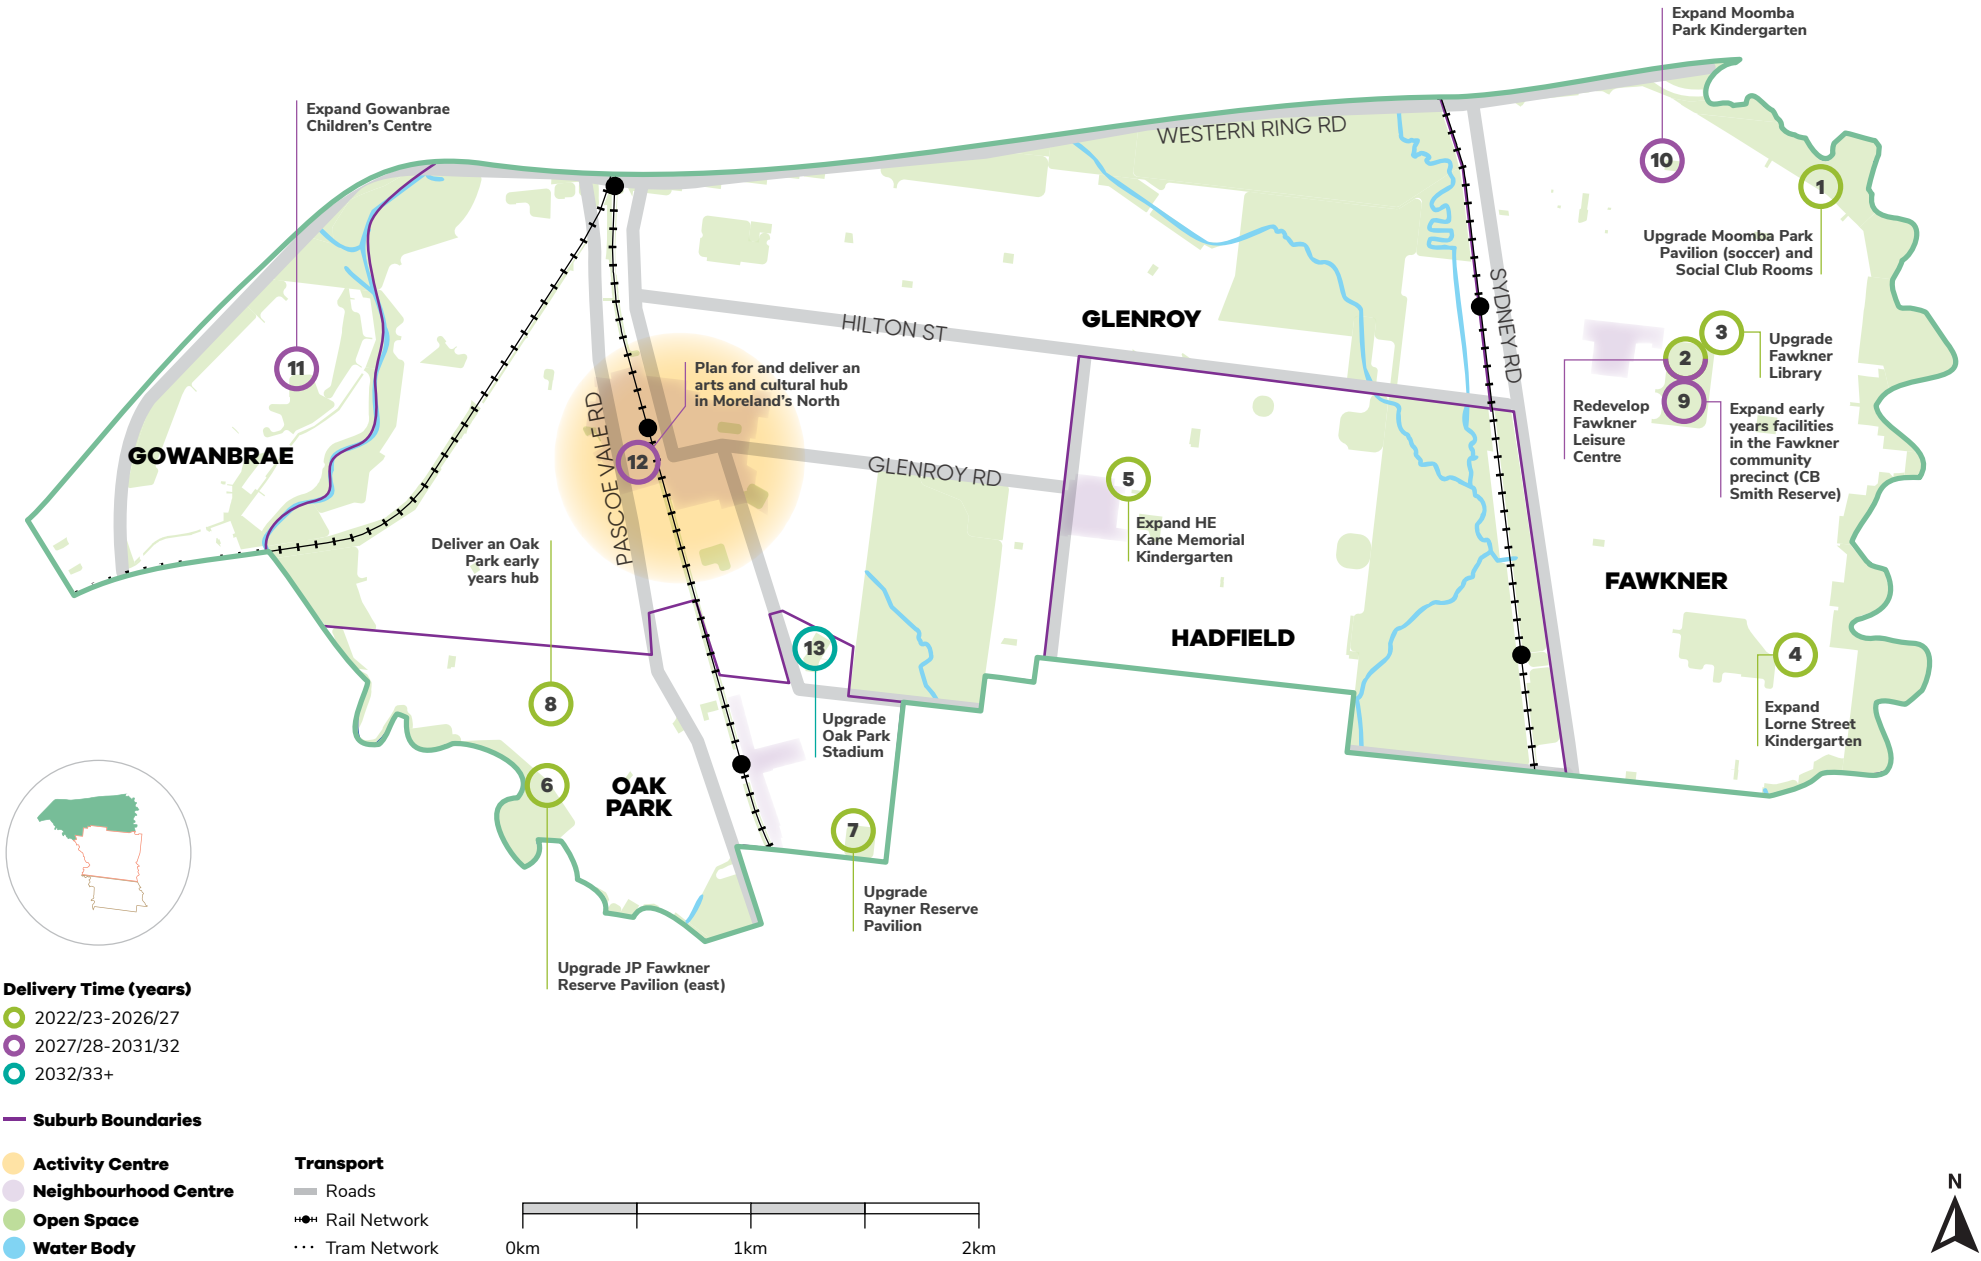 Expand Moomba
Park Kindergarten
10
1
Upgrade Moomba Park
Pavilion (soccer) and
Social Club Rooms
Expand Gowanbrae
Children's Centre
11
GOWANBRAE
WESTERN RING RD
HILTON ST
GLENROY
SYDNEY RD
3
Upgrade
Fawkner
Library
2
Redevelop
Fawkner
Leisure
Centre
9
Expand early
years facilities
in the Fawkner
community
precinct (CB
Smith Reserve)
Plan for and deliver an
arts and cultural hub
in Moreland's North
12
PASCOE VALE RD
GLENROY RD
5
Expand HE
Kane Memorial
Kindergarten
Deliver an Oak
Park early
years hub
8
FAWKNER
HADFIELD
13
Upgrade
Oak Park
Stadium
4
Expand
Lorne Street
Kindergarten
6
OAK
PARK
7
Upgrade
Rayner Reserve
Pavilion
Upgrade JP Fawkner
Reserve Pavilion (east)
Delivery Time (years)
2022/23-2026/27
2027/28-2031/32
2032/33+
Suburb Boundaries
Activity Centre
Neighbourhood Centre
Open Space
Water Body
Transport
Roads
Rail Network
Tram Network
0km
1km
2km
N